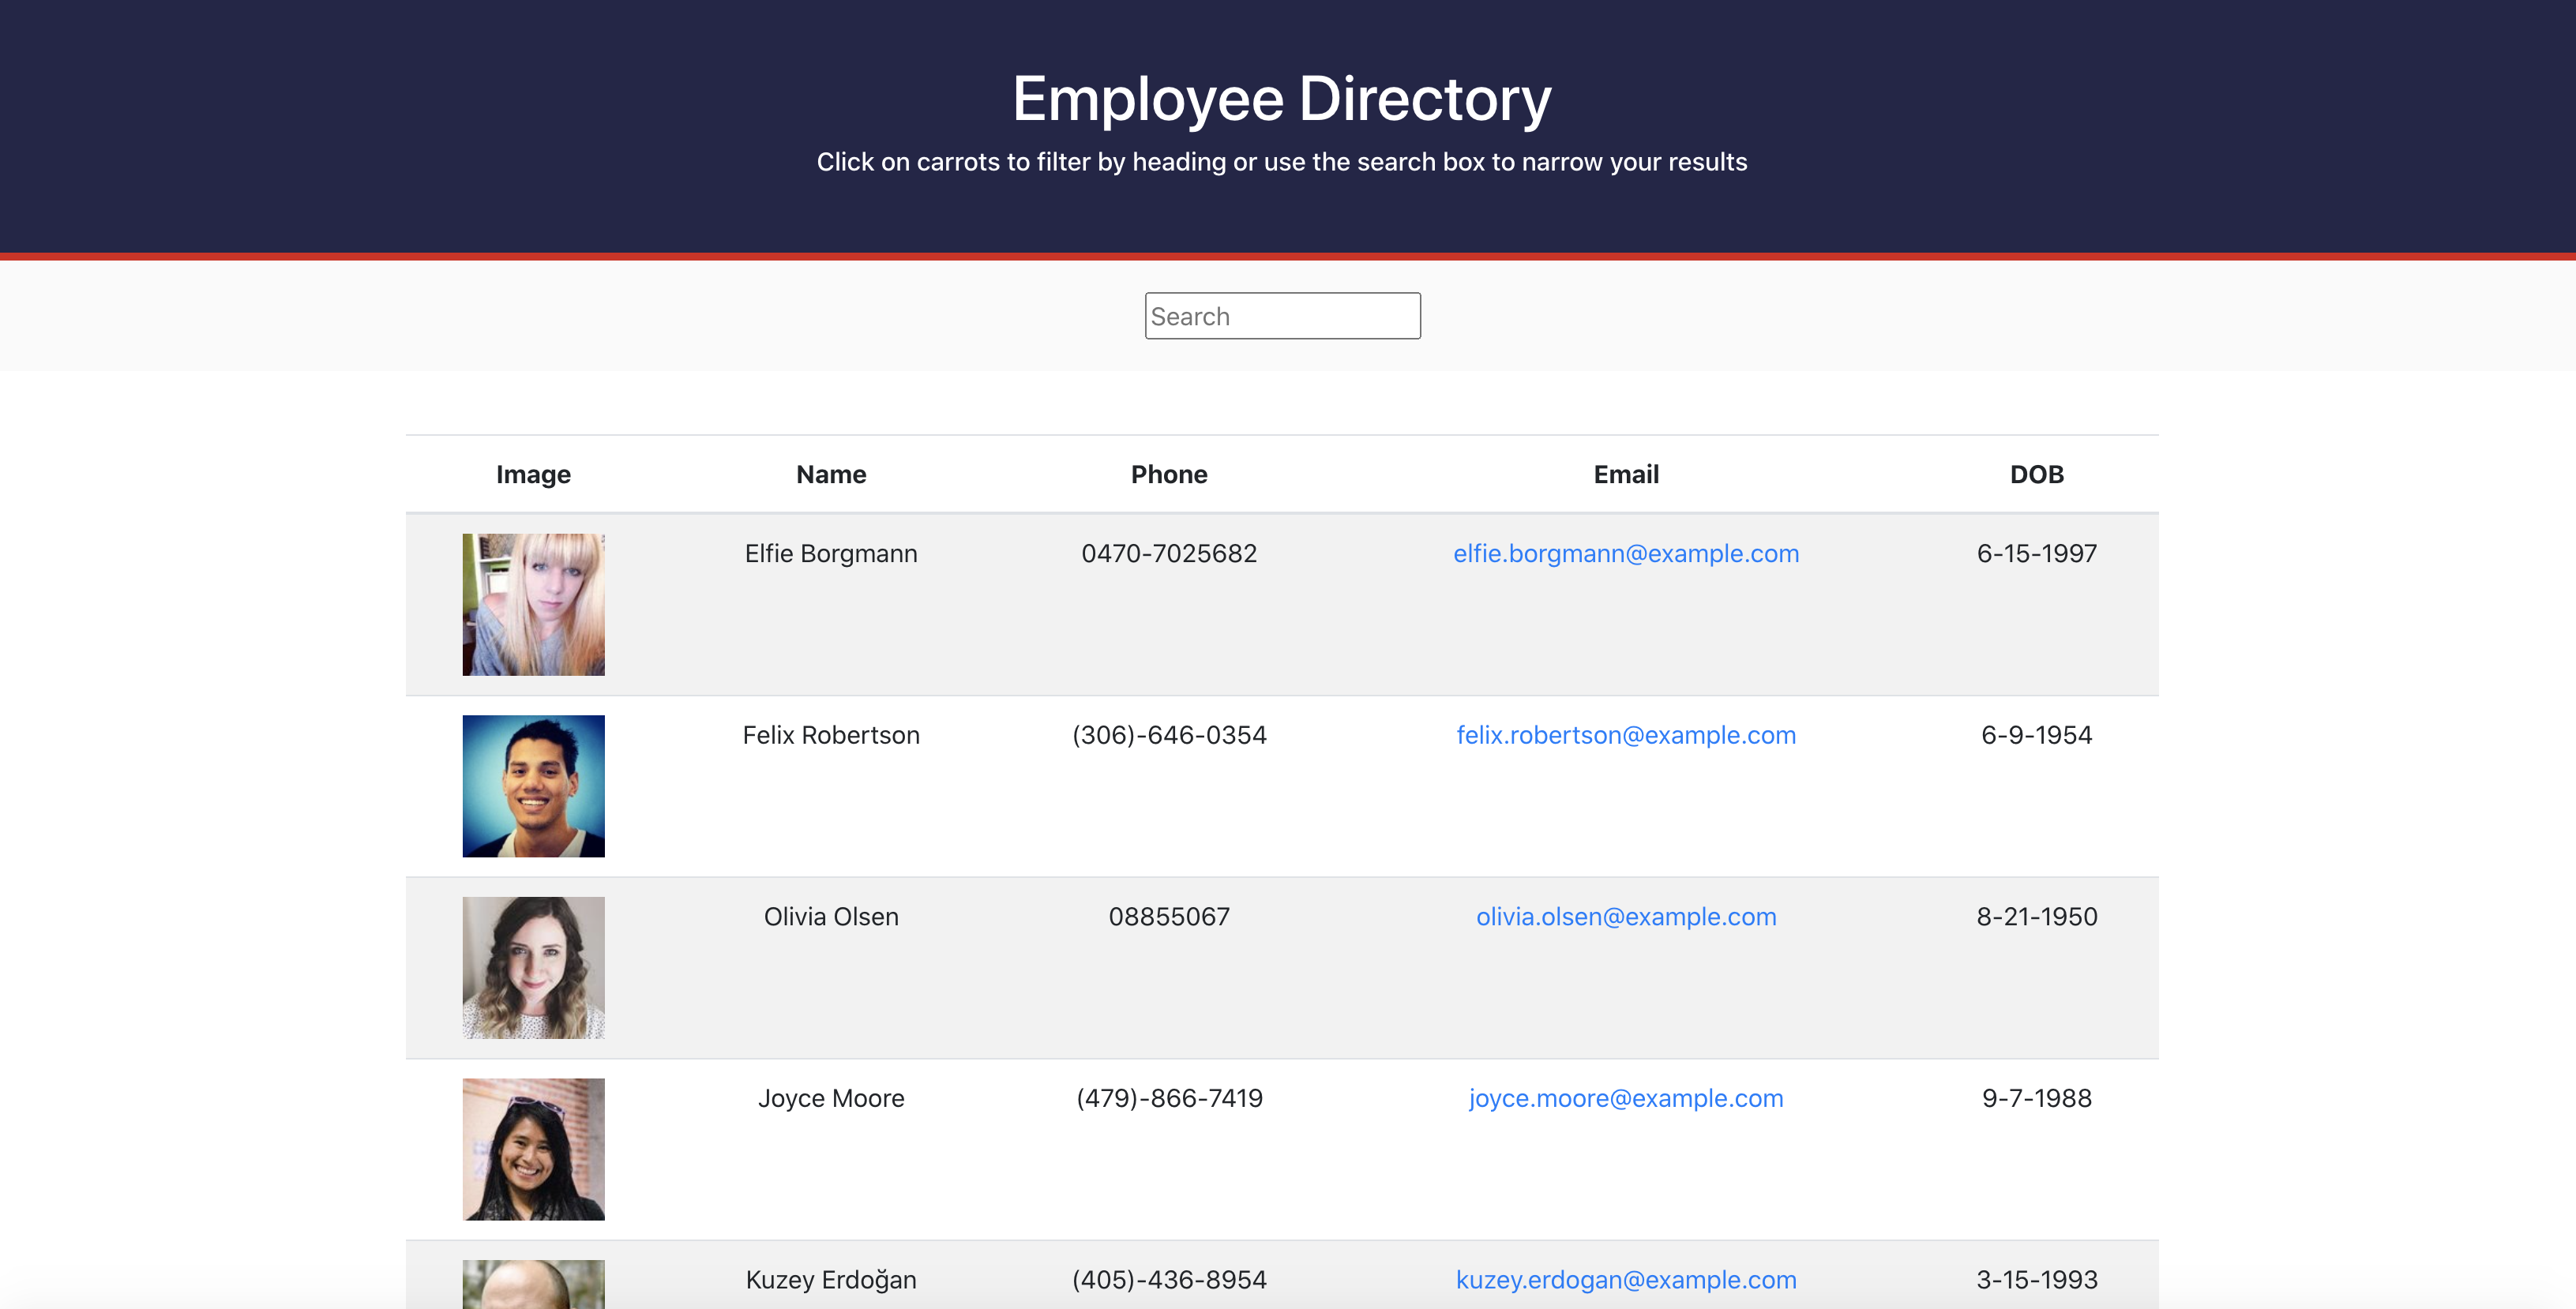 Employee Directory
Click on carrots to filter by heading or use the search box to narrow your results
Search
Image Name Phone Email DOB
Elfie Borgmann 0470-7025682 elfie.borgmann@example.com 6-15-1997
Felix Robertson (306)-646-0354 felix.robertson@example.com 6-9-1954
Olivia Olsen 08855067 olivia.olsen@example.com 8-21-1950
Joyce Moore (479)-866-7419 joyce.moore@example.com 9-7-1988
Kuzey Erdoğan (405)-436-8954 kuzey.erdogan@example.com 3-15-1993